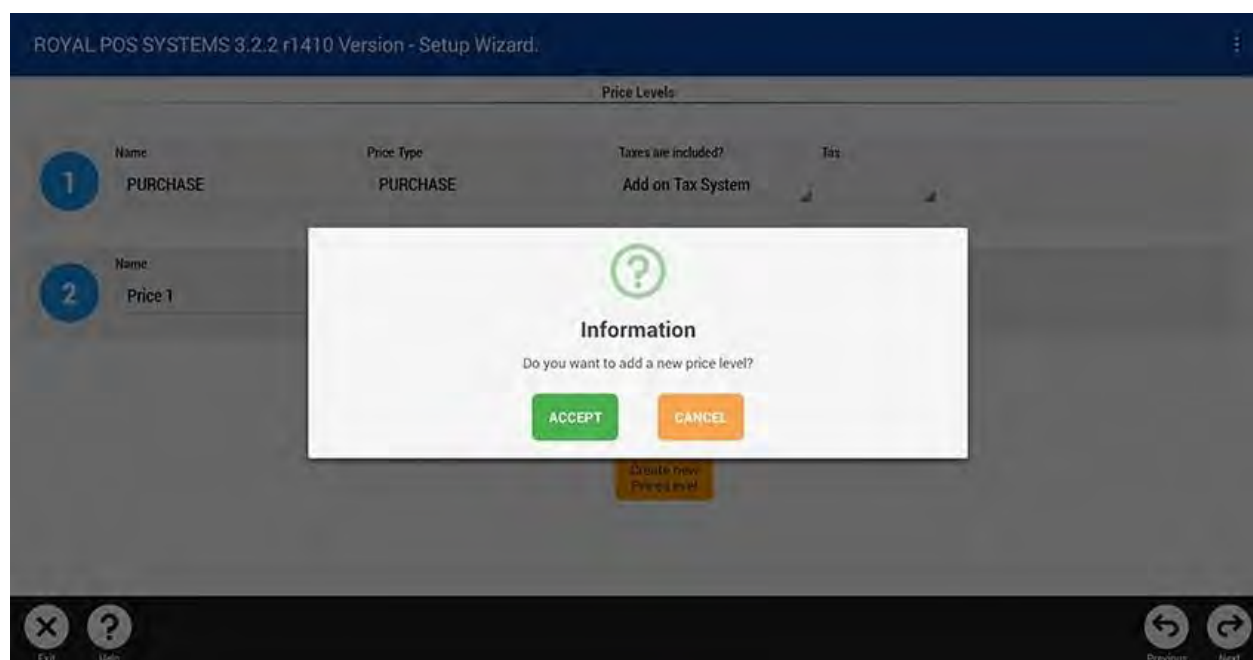 ROYAL POS SYSTEMS 3.2.2 r1410 Version - Setup Wizard.
Price Levels
Name Price Type Taxes are included? Tax
1 PURCHASE PURCHASE Add on Tax System
Name
2 Price 1
Information
Do you want to add a new price level?
ACCEPT CANCEL
Create new
Price Level
Exit Help Previous Next